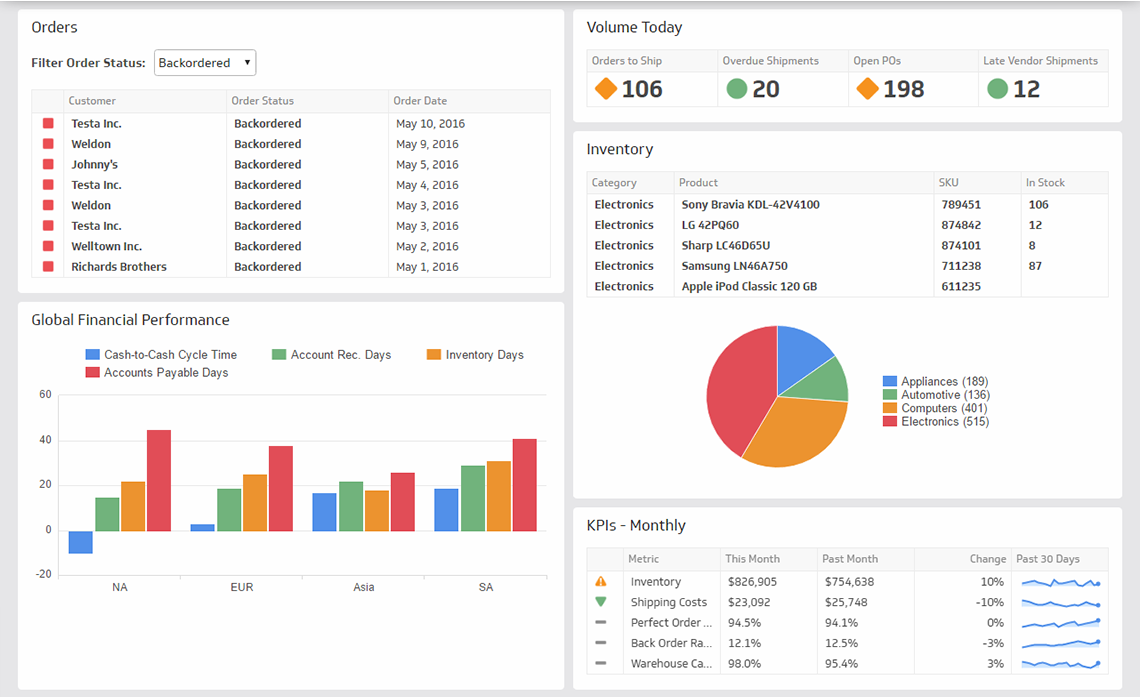 Orders
Filter Order Status: Backordered
Customer Order Status Order Date
Testa Inc. Backordered May 10, 2016
Weldon Backordered May 9, 2016
Johnny's Backordered May 5, 2016
Testa Inc. Backordered May 4, 2016
Weldon Backordered May 3, 2016
Testa Inc. Backordered May 3, 2016
Welltown Inc. Backordered May 2, 2016
Richards Brothers Backordered May 1, 2016
Global Financial Performance
Cash-to-Cash Cycle Time Account Rec. Days Inventory Days
Accounts Payable Days
60
40
20
0
-20
NA EUR Asia SA
Volume Today
Orders to Ship Overdue Shipments Open POs Late Vendor Shipments
106 20 198 12
Inventory
Category Product SKU In Stock
Electronics Sony Bravia KDL-42V4100 789451 106
Electronics LG 42PQ60 874842 12
Electronics Sharp LC46D65U 874101 8
Electronics Samsung LN46A750 711238 87
Electronics Apple iPod Classic 120 GB 611235
Appliances (189)
Automotive (136)
Computers (401)
Electronics (515)
KPIs - Monthly
Metric This Month Past Month Change Past 30 Days
Inventory $826,905 $754,638 10%
Shipping Costs $23,092 $25,748 -10%
Perfect Order ... 94.5% 94.1% 0%
Back Order Ra... 12.1% 12.5% -3%
Warehouse Ca... 98.0% 95.4% 3%